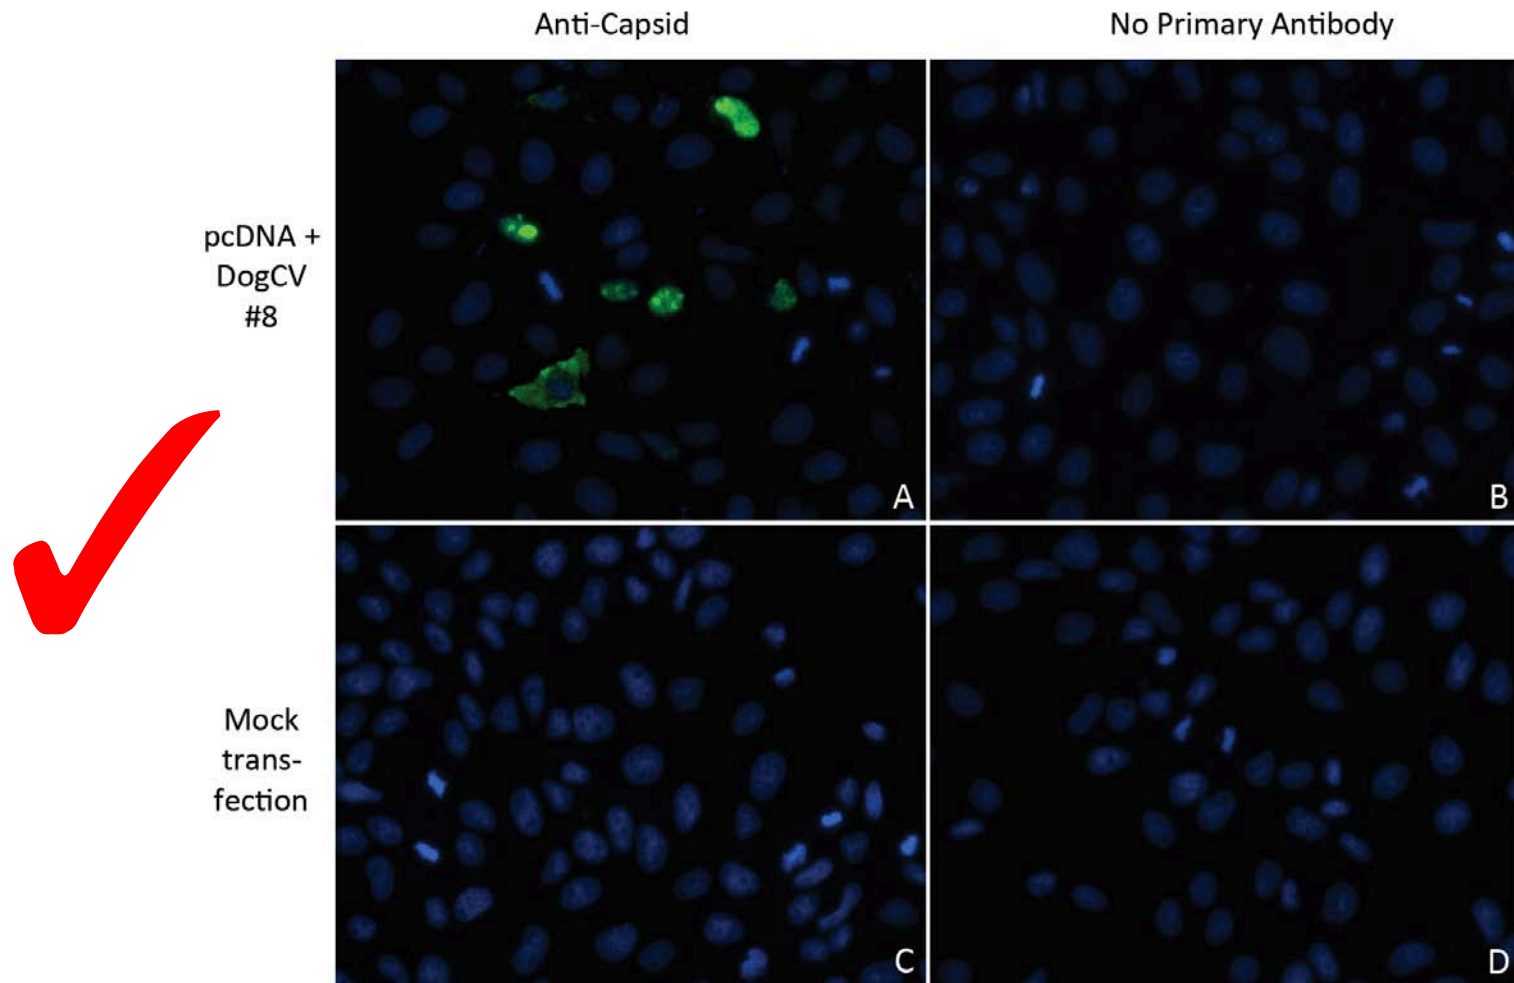 Anti-Capsid
No Primary Antibody
pcDNA +
DogCV
#8
A
B
Mock
trans-
fection
C
D